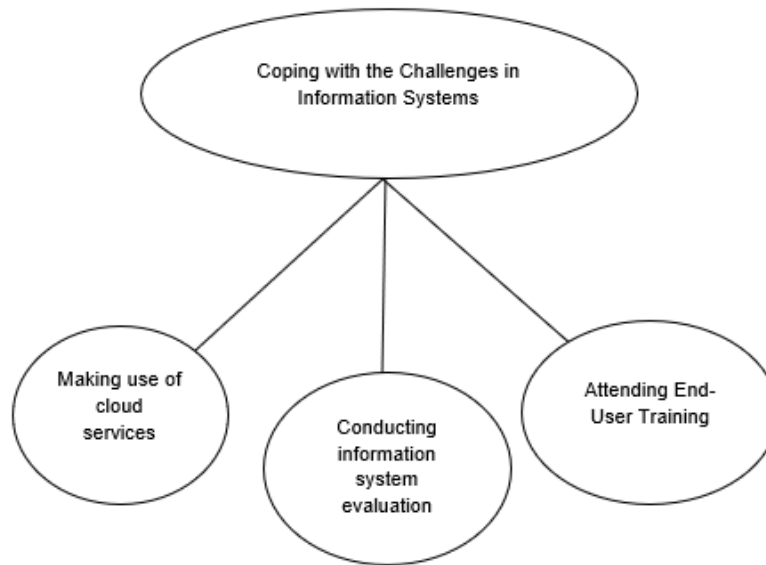 Coping with the Challenges in
Information Systems
Making use of
cloud
services
Conducting
information
system
evaluation
Attending End-
User Training